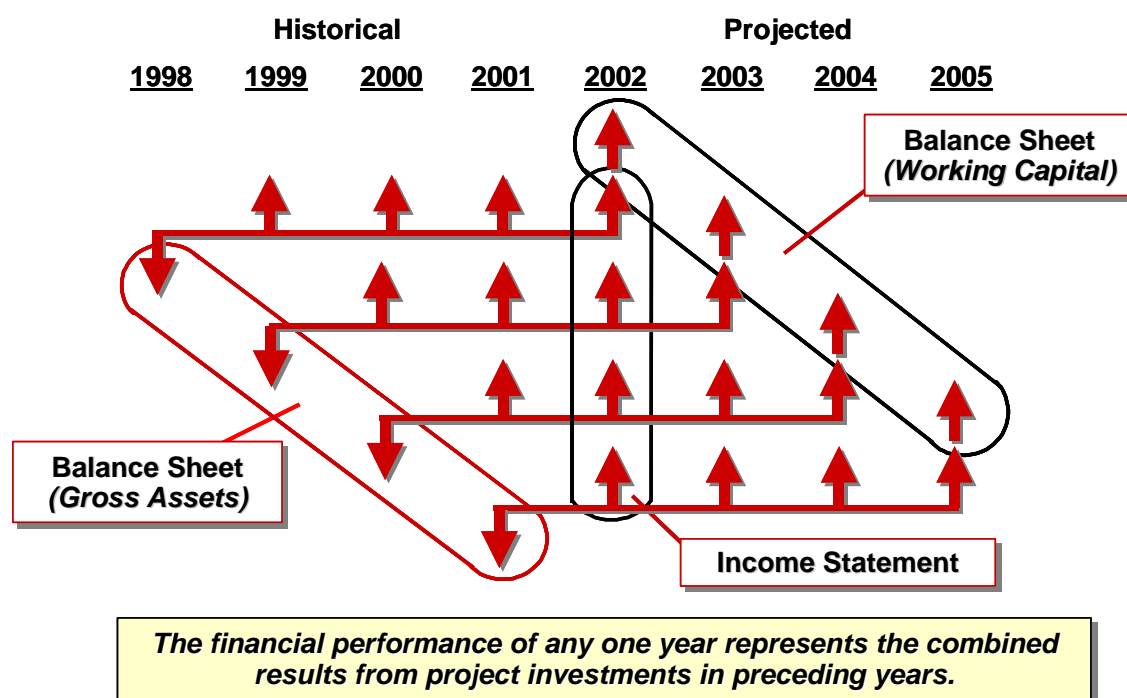 Historical Projected
1998 1999 2000 2001 2002 2003 2004 2005
Balance Sheet
(Working Capital)
Balance Sheet
(Gross Assets)
Income Statement
The financial performance of any one year represents the combined
results from project investments in preceding years.